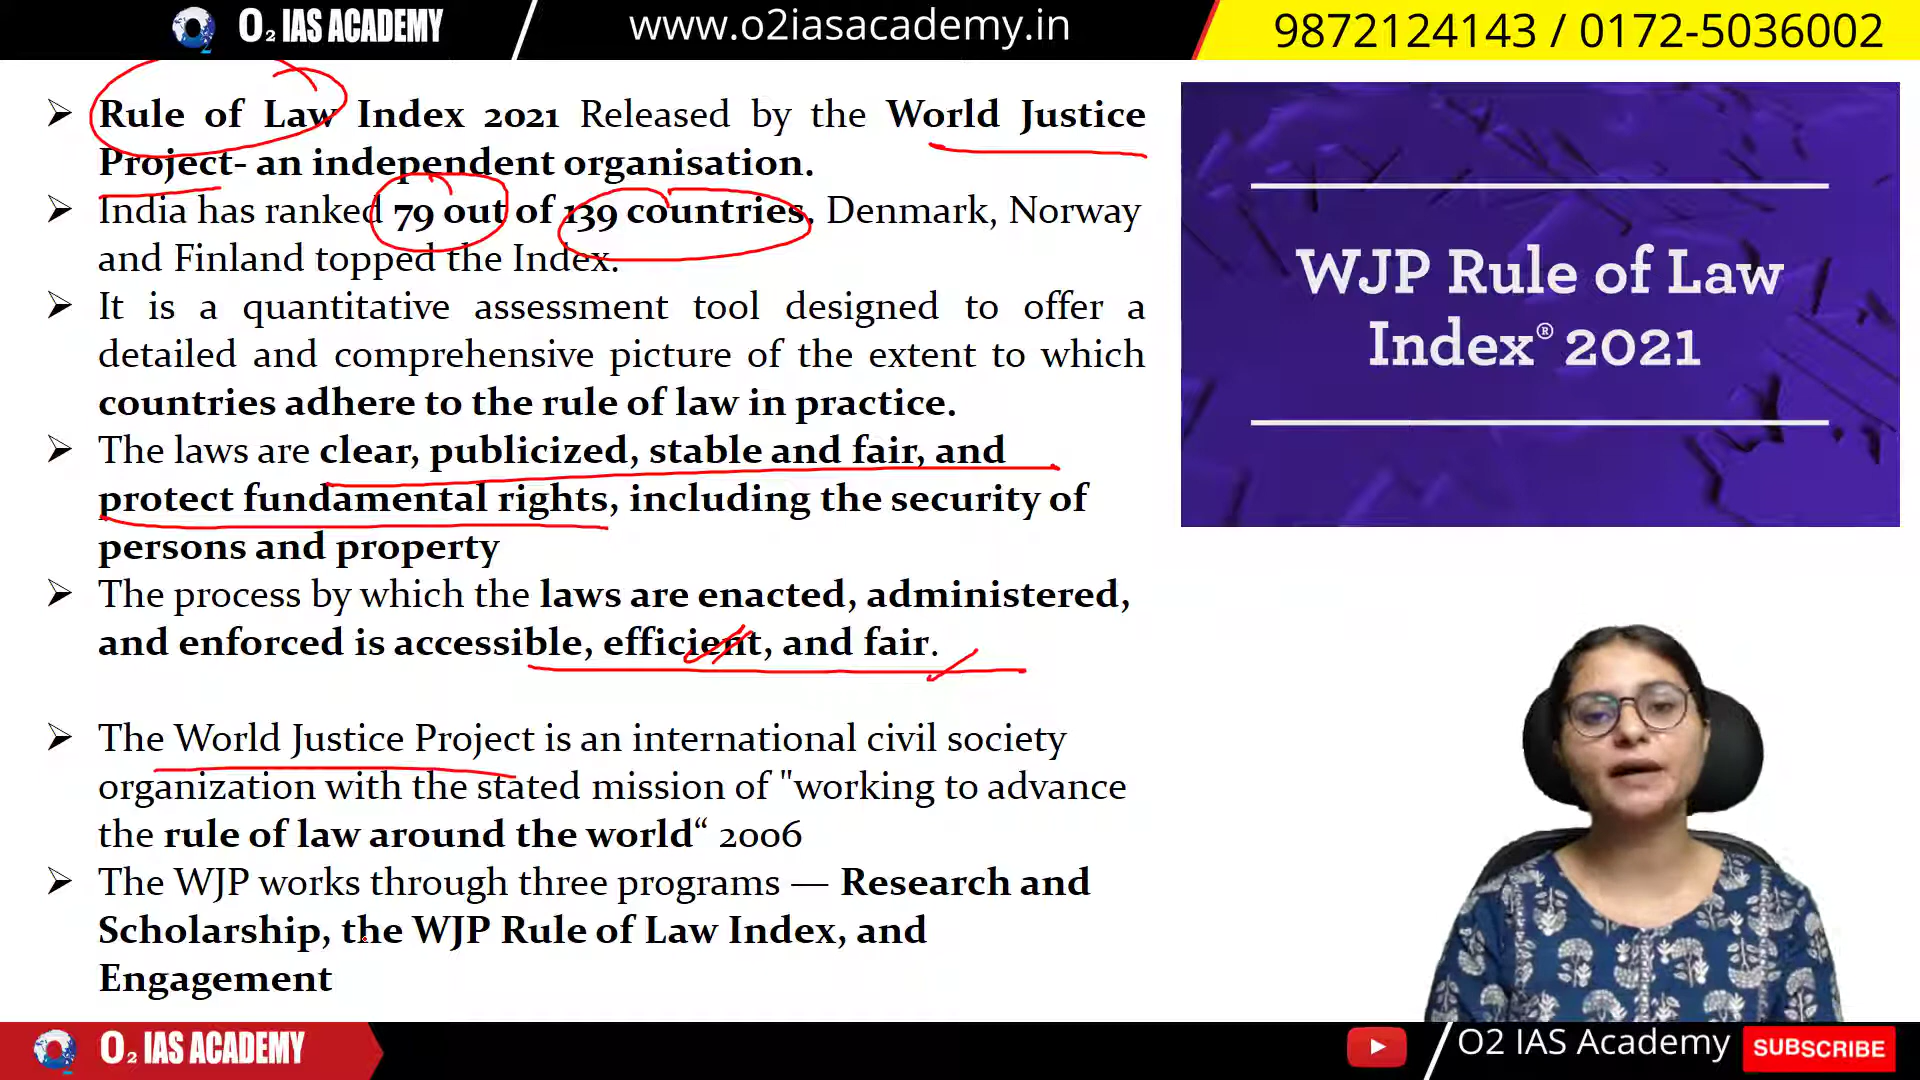 O2 IAS ACADEMY
www.o2iasacademy.in
9872124143 / 0172-5036002
➢ Rule of Law Index 2021 Released by the World Justice
Project- an independent organisation.
➢ India has ranked 79 out of 139 countries, Denmark, Norway
and Finland topped the Index.
➢ It is a quantitative assessment tool designed to offer a
detailed and comprehensive picture of the extent to which
countries adhere to the rule of law in practice.
➢ The laws are clear, publicized, stable and fair, and
protect fundamental rights, including the security of
persons and property
➢ The process by which the laws are enacted, administered,
and enforced is accessible, efficient, and fair.
➢ The World Justice Project is an international civil society
organization with the stated mission of "working to advance
the rule of law around the world“ 2006
➢ The WJP works through three programs — Research and
Scholarship, the WJP Rule of Law Index, and
Engagement
WJP Rule of Law
Index® 2021
O2 IAS ACADEMY
O2 IAS Academy
SUBSCRIBE